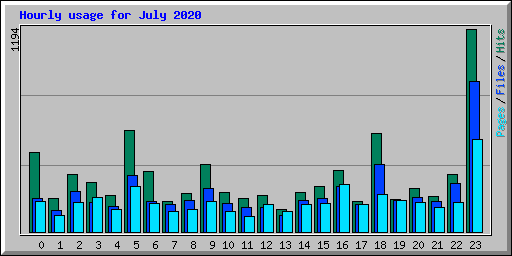 Hourly usage for July 2020
1194
Pages/Files/Hits
0 1 2 3 4 5 6 7 8 9 10 11 12 13 14 15 16 17 18 19 20 21 22 23